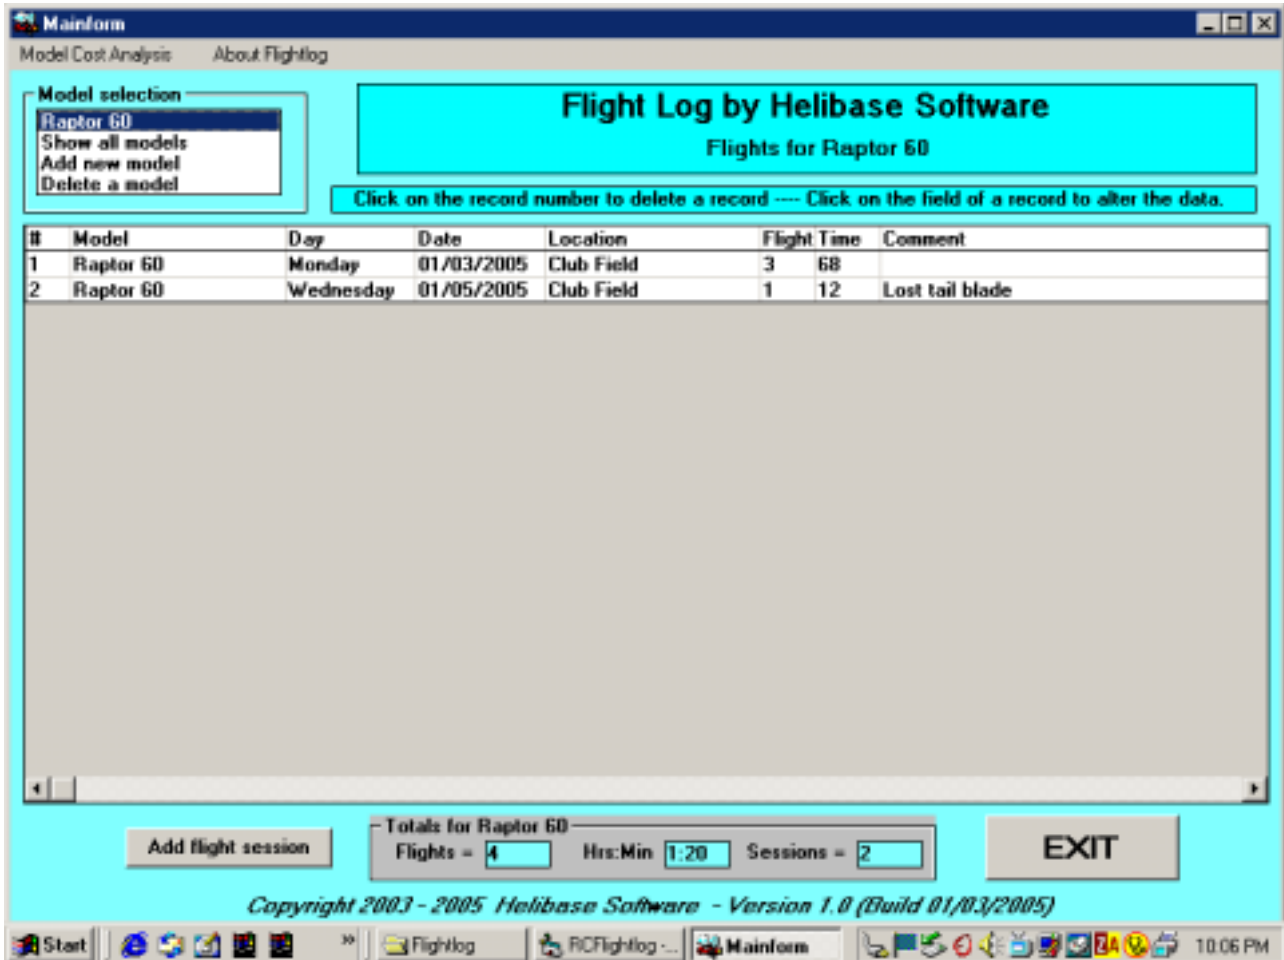 Mainform
Model Cost Analysis About Flightlog
Model selection
Raptor 60
Show all models
Add new model
Delete a model
Flight Log by Helibase Software
Flights for Raptor 60
Click on the record number to delete a record ---- Click on the field of a record to alter the data.
# Model Day Date Location Flight Time Comment
1 Raptor 60 Monday 01/03/2005 Club Field 3 68
2 Raptor 60 Wednesday 01/05/2005 Club Field 1 12 Lost tail blade
Add flight session
Totals for Raptor 60
Flights = 4 Hrs:Min 1:20 Sessions = 2
EXIT
Copyright 2003 - 2005 Helibase Software - Version 1.0 (Build 01/03/2005)
Start » Flightlog RCFlightlog -... Mainform ZA 10:06 PM